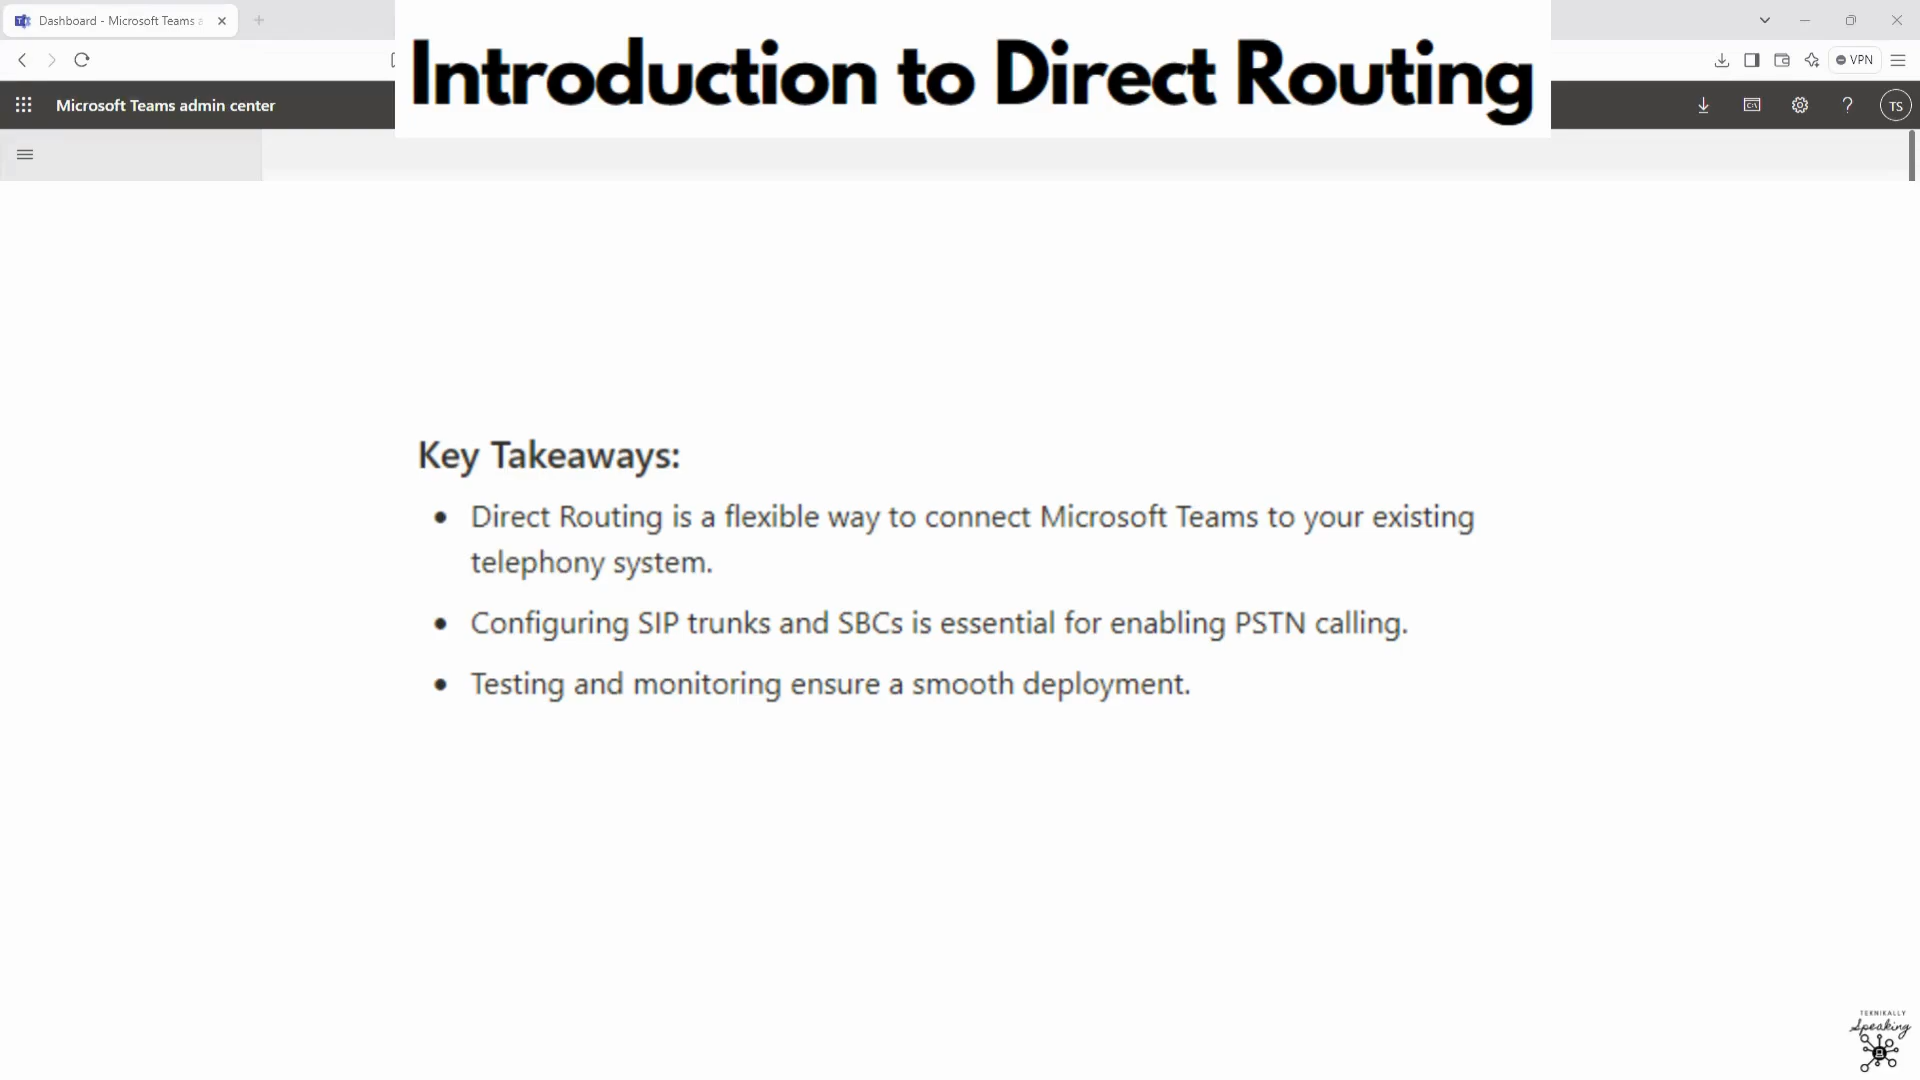 Dashboard - Microsoft Teams a
Introduction to Direct Routing
VPN
Microsoft Teams admin center
TS
Key Takeaways:
• Direct Routing is a flexible way to connect Microsoft Teams to your existing
telephony system.
• Configuring SIP trunks and SBCs is essential for enabling PSTN calling.
• Testing and monitoring ensure a smooth deployment.
TEKNIKALLY
Speaking